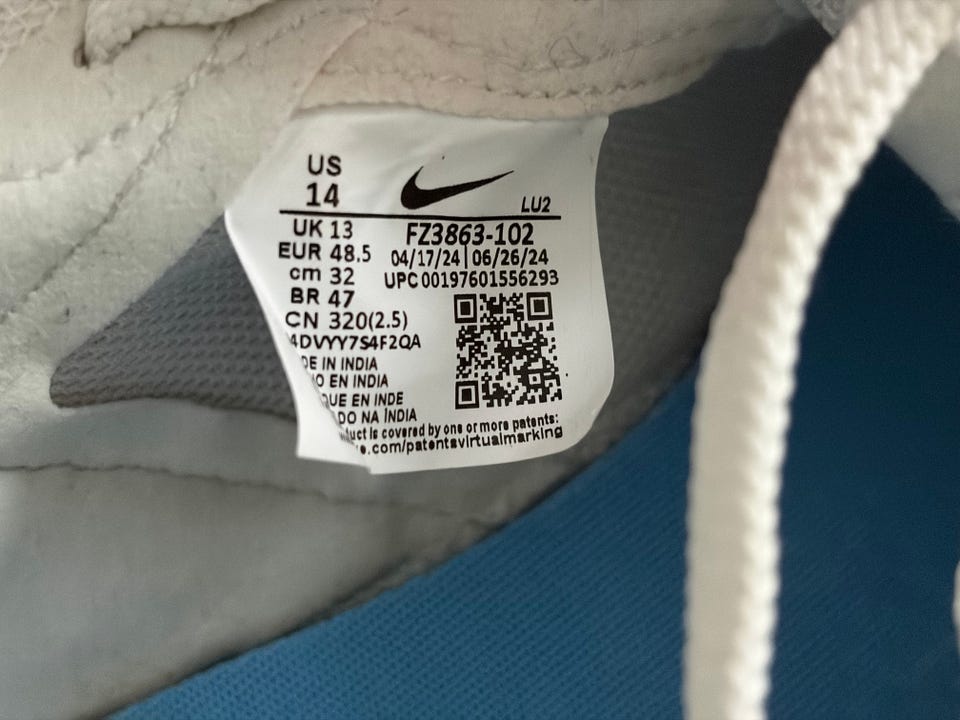 US
14
LU2
UK 13
FZ3863-102
EUR 48.5
04/17/24 | 06/26/24
cm 32
UPC 00197601556293
BR 47
CN 320(2.5)
4DVYY7S4F2QA
DE IN INDIA
EN INDIA
QUE EN INDE
DO NA ÍNDIA
duct is covered by one or more patents:
.com/patentsvirtualmarking